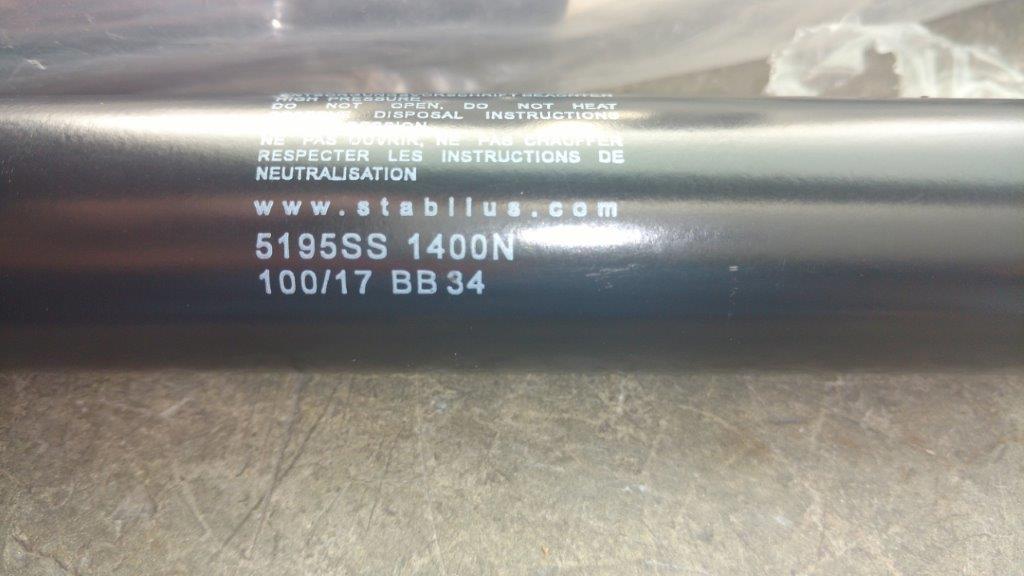 HIGH PRESSURE
DO NOT OPEN, DO NOT HEAT
DISPOSAL INSTRUCTIONS
NE PAS OUVRIR, NE PAS CHAUFFER
RESPECTER LES INSTRUCTIONS DE
NEUTRALISATION
www.stabilus.com
5195SS 1400N
100/17 BB34